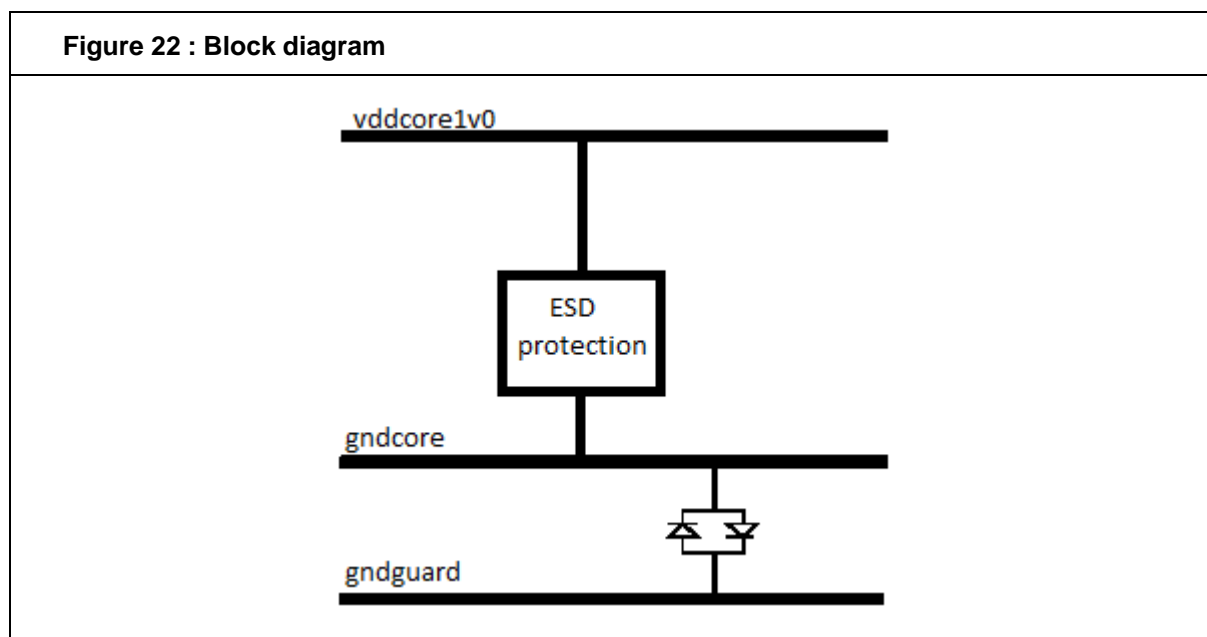 Figure 22 : Block diagram
vddcore1v0
ESD
protection
gndcore
gndguard